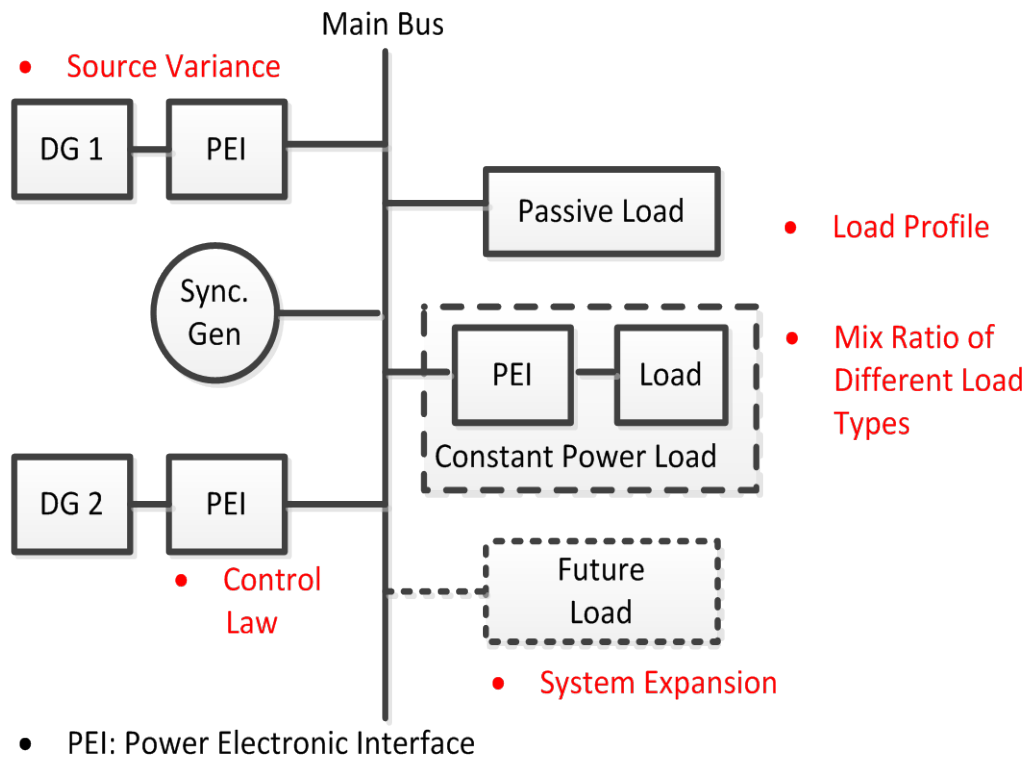 Main Bus
• Source Variance
DG 1
PEI
Passive Load
• Load Profile
Sync.
Gen
PEI
Load
Constant Power Load
• Mix Ratio of
Different Load
Types
DG 2
PEI
• Control
Law
Future
Load
• System Expansion
• PEI: Power Electronic Interface